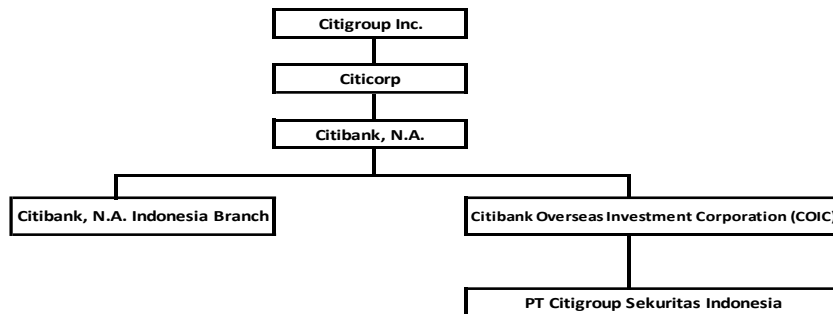 Citigroup Inc.
Citicorp
Citibank, N.A.
Citibank, N.A. Indonesia Branch
Citibank Overseas Investment Corporation (COIC)
PT Citigroup Sekuritas Indonesia